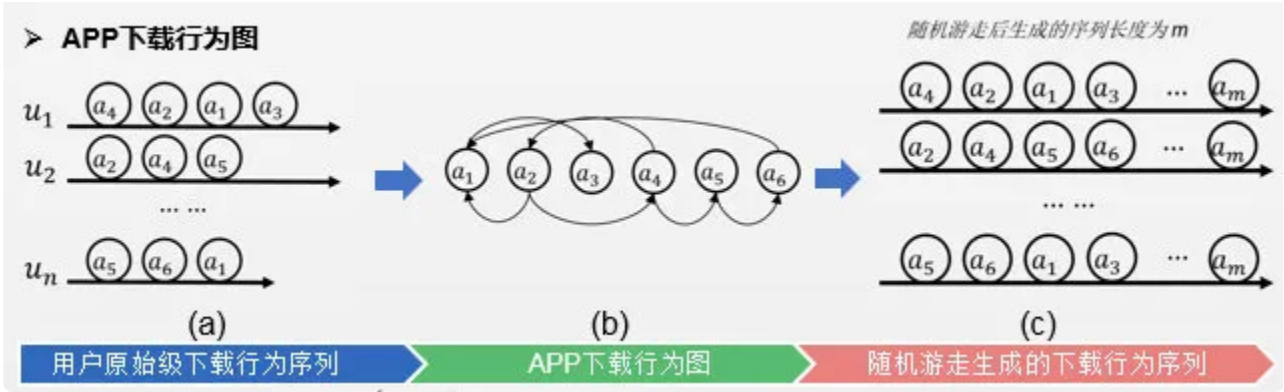 ➤ APP下载行为图
随机游走后生成的序列长度为 m
u₁ a₄ a₂ a₁ a₃
u₂ a₂ a₄ a₅
... ...
uₙ a₅ a₆ a₁
(a)
a₁ a₂ a₃ a₄ a₅ a₆
(b)
a₄ a₂ a₁ a₃ ... aₘ
a₂ a₄ a₅ a₆ ... aₘ
... ...
a₅ a₆ a₁ a₃ ... aₘ
(c)
用户原始级下载行为序列
APP下载行为图
随机游走生成的下载行为序列